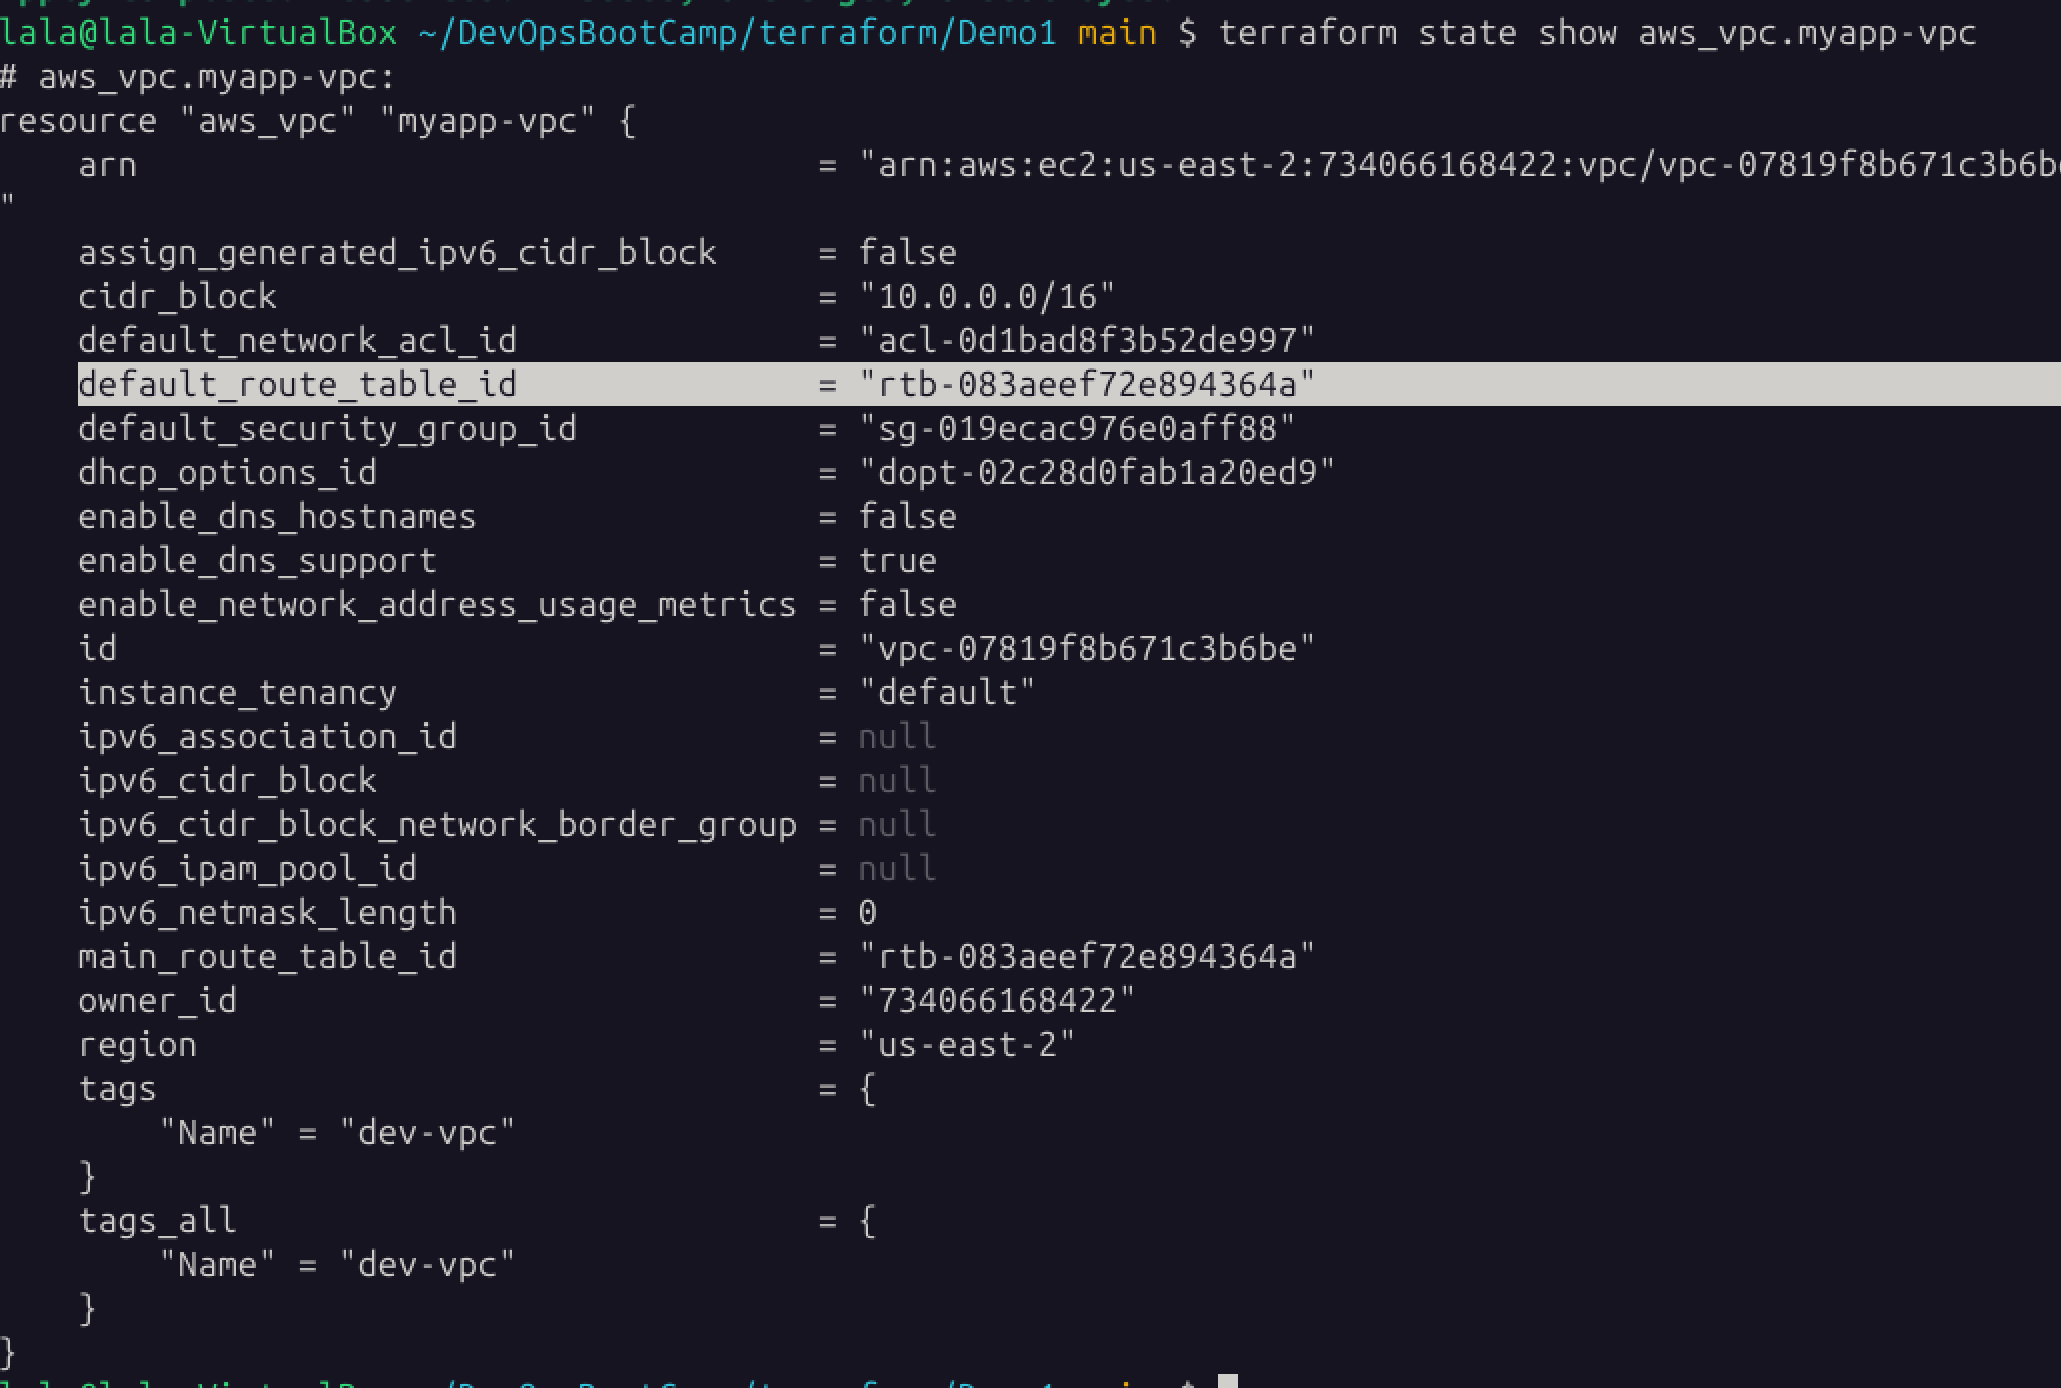 lala@lala-VirtualBox ~/DevOpsBootCamp/terraform/Demo1 main $ terraform state show aws_vpc.myapp-vpc
# aws_vpc.myapp-vpc:
resource "aws_vpc" "myapp-vpc" {
    arn                                  = "arn:aws:ec2:us-east-2:734066168422:vpc/vpc-07819f8b671c3b6be
"
    assign_generated_ipv6_cidr_block     = false
    cidr_block                           = "10.0.0.0/16"
    default_network_acl_id               = "acl-0d1bad8f3b52de997"
    default_route_table_id               = "rtb-083aeef72e894364a"
    default_security_group_id            = "sg-019ecac976e0aff88"
    dhcp_options_id                      = "dopt-02c28d0fab1a20ed9"
    enable_dns_hostnames                 = false
    enable_dns_support                   = true
    enable_network_address_usage_metrics = false
    id                                   = "vpc-07819f8b671c3b6be"
    instance_tenancy                     = "default"
    ipv6_association_id                  = null
    ipv6_cidr_block                      = null
    ipv6_cidr_block_network_border_group = null
    ipv6_ipam_pool_id                    = null
    ipv6_netmask_length                  = 0
    main_route_table_id                  = "rtb-083aeef72e894364a"
    owner_id                             = "734066168422"
    region                               = "us-east-2"
    tags                                 = {
        "Name" = "dev-vpc"
    }
    tags_all                             = {
        "Name" = "dev-vpc"
    }
}